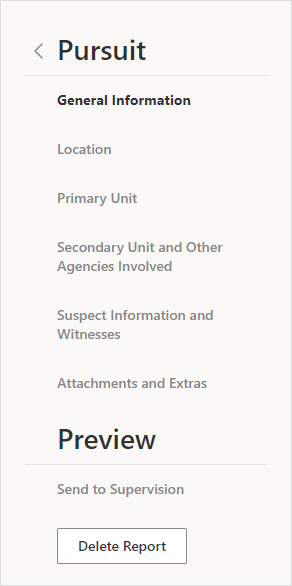 Pursuit
General Information
Location
Primary Unit
Secondary Unit and Other
Agencies Involved
Suspect Information and
Witnesses
Attachments and Extras
Preview
Send to Supervision
Delete Report